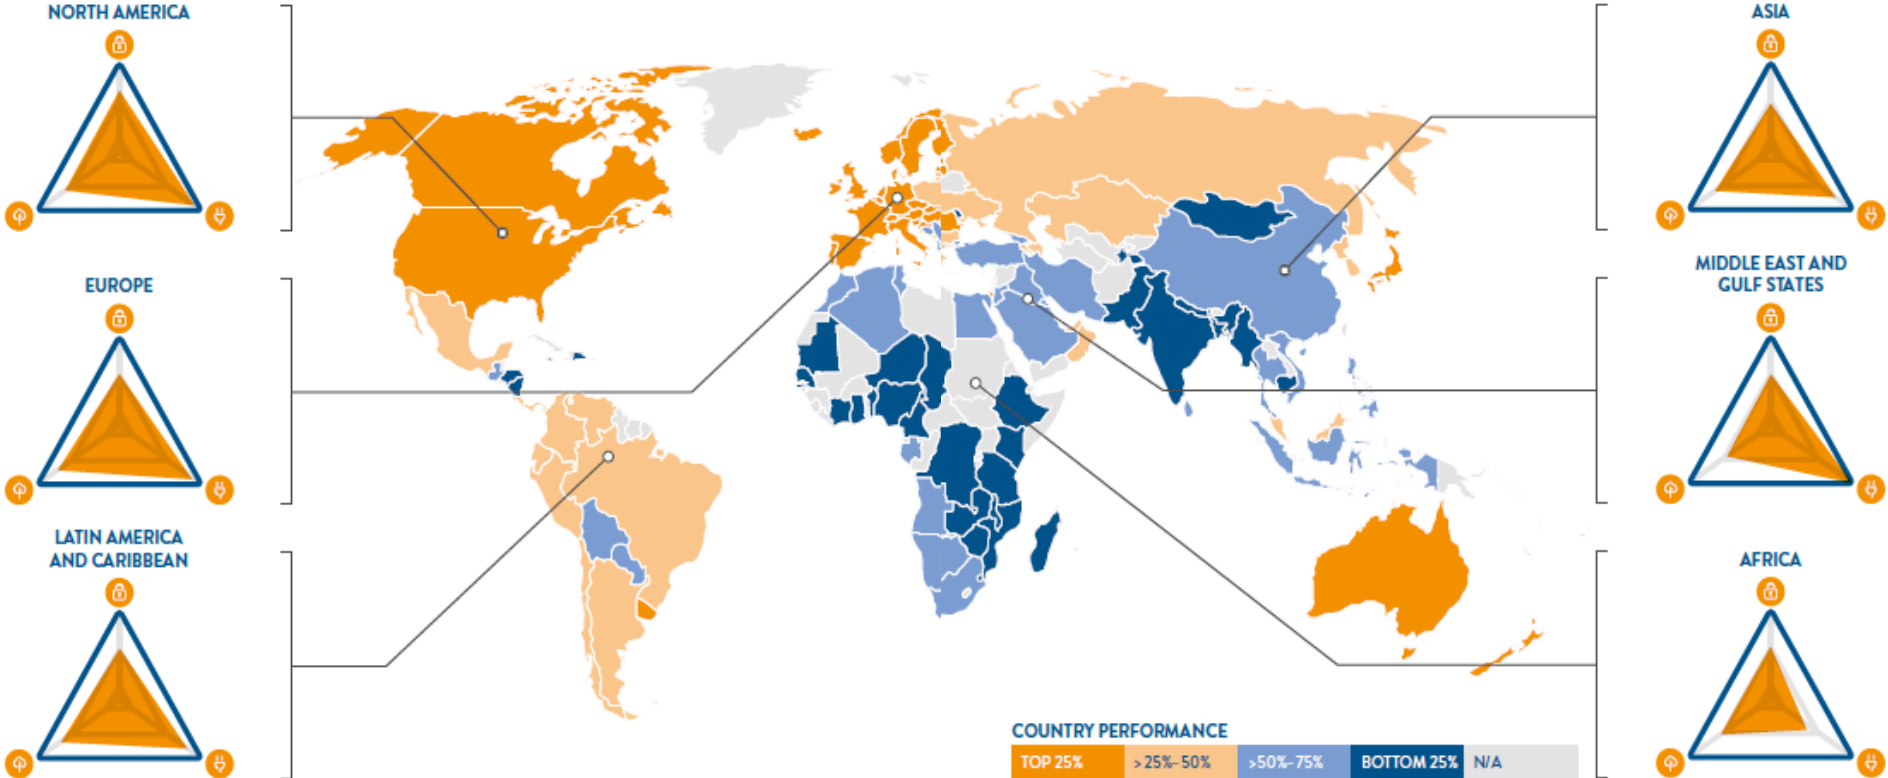 NORTH AMERICA
EUROPE
LATIN AMERICA
AND CARIBBEAN
ASIA
MIDDLE EAST AND
GULF STATES
AFRICA
COUNTRY PERFORMANCE
TOP 25%
>25%-50%
>50%-75%
BOTTOM 25%
N/A